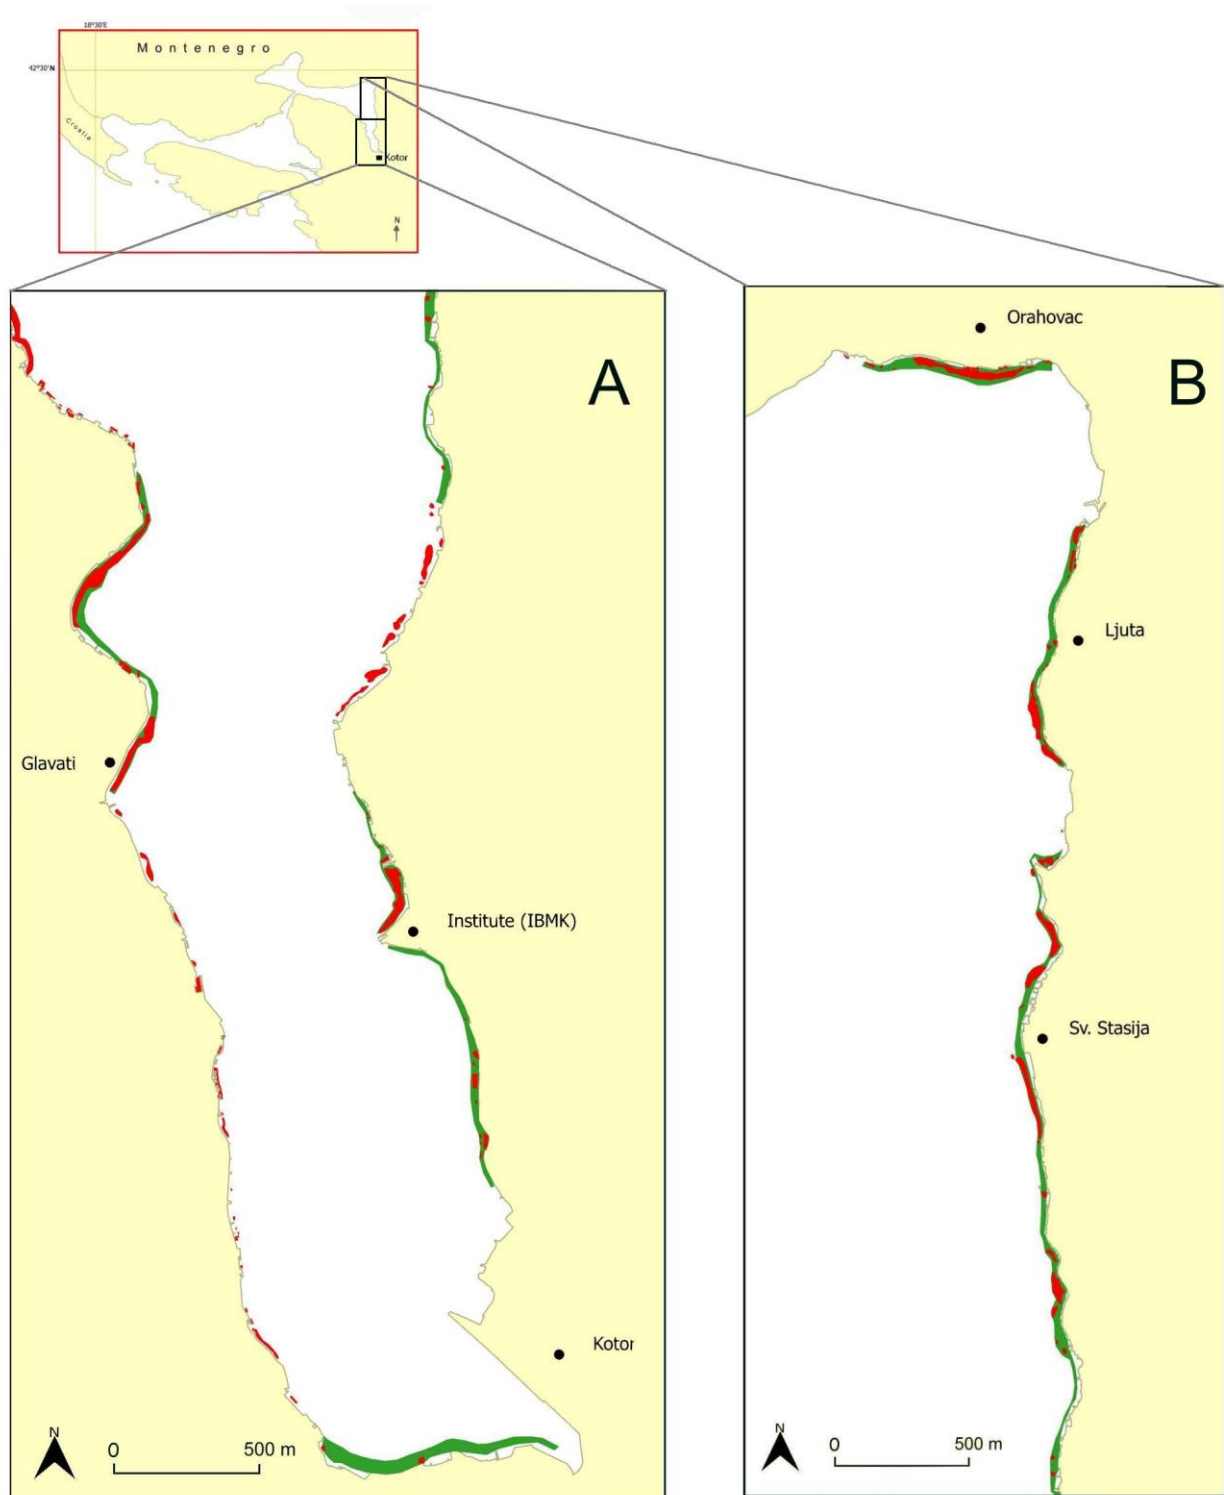 18°30'E
Montenegro
42°30'N
Croatia
Kotor
N
A
B
Orahovac
Ljuta
Glavati
Institute (IBMK)
Sv. Stasija
Kotor
N
0 500 m
N
0 500 m